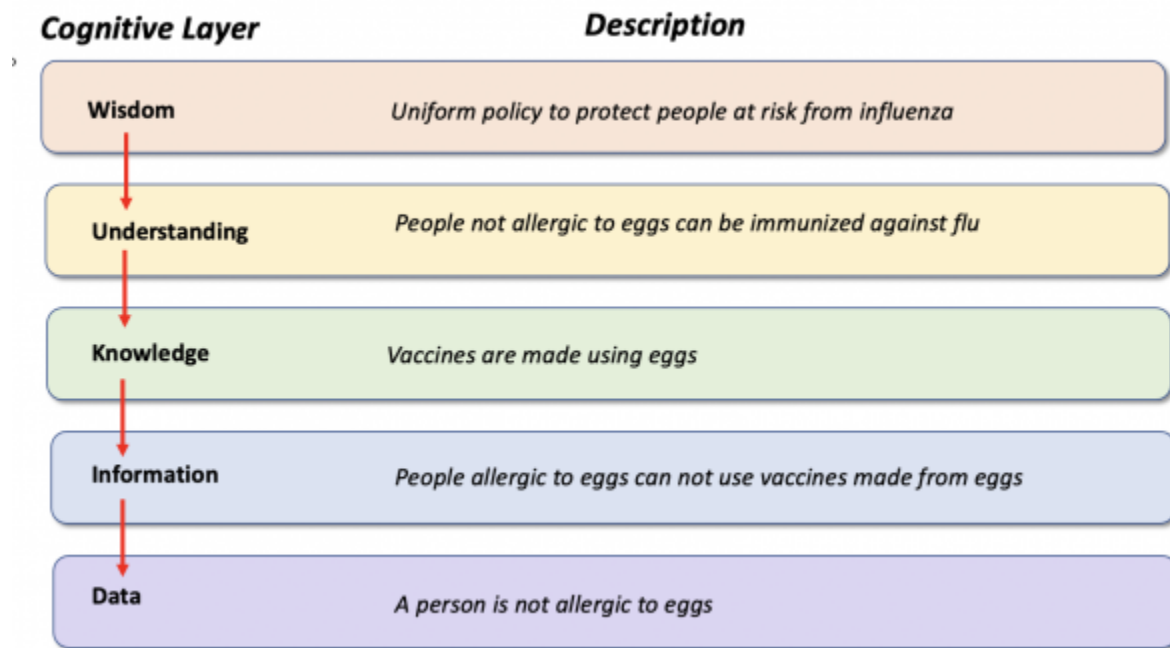 Cognitive Layer Description
Wisdom Uniform policy to protect people at risk from influenza
Understanding People not allergic to eggs can be immunized against flu
Knowledge Vaccines are made using eggs
Information People allergic to eggs can not use vaccines made from eggs
Data A person is not allergic to eggs